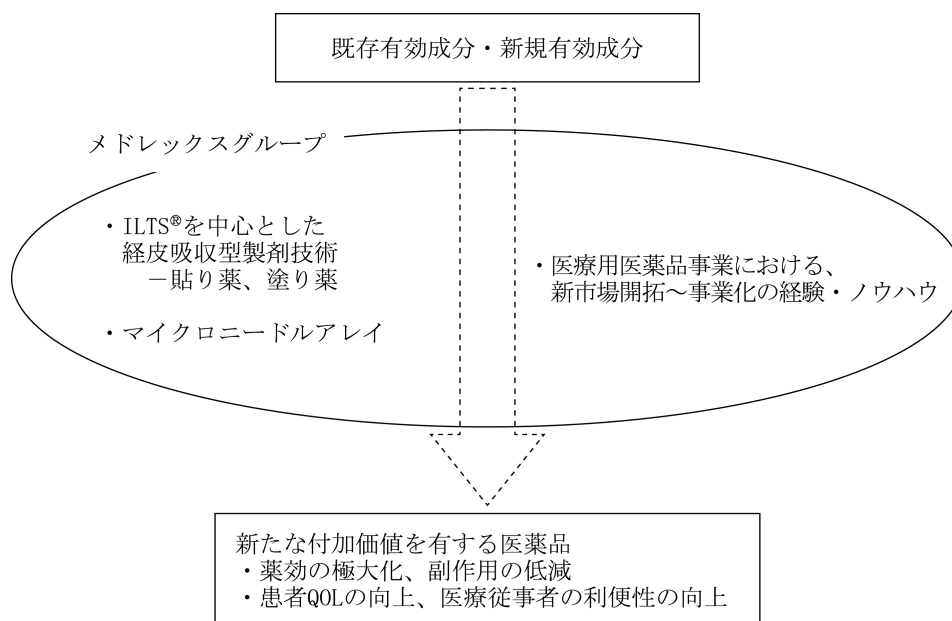 既存有効成分・新規有効成分
メドレックスグループ
・ILTS®を中心とした
経皮吸収型製剤技術
－貼り薬、塗り薬
・マイクロニードルアレイ
・医療用医薬品事業における、
新市場開拓～事業化の経験・ノウハウ
新たな付加価値を有する医薬品
・薬効の極大化、副作用の低減
・患者QOLの向上、医療従事者の利便性の向上